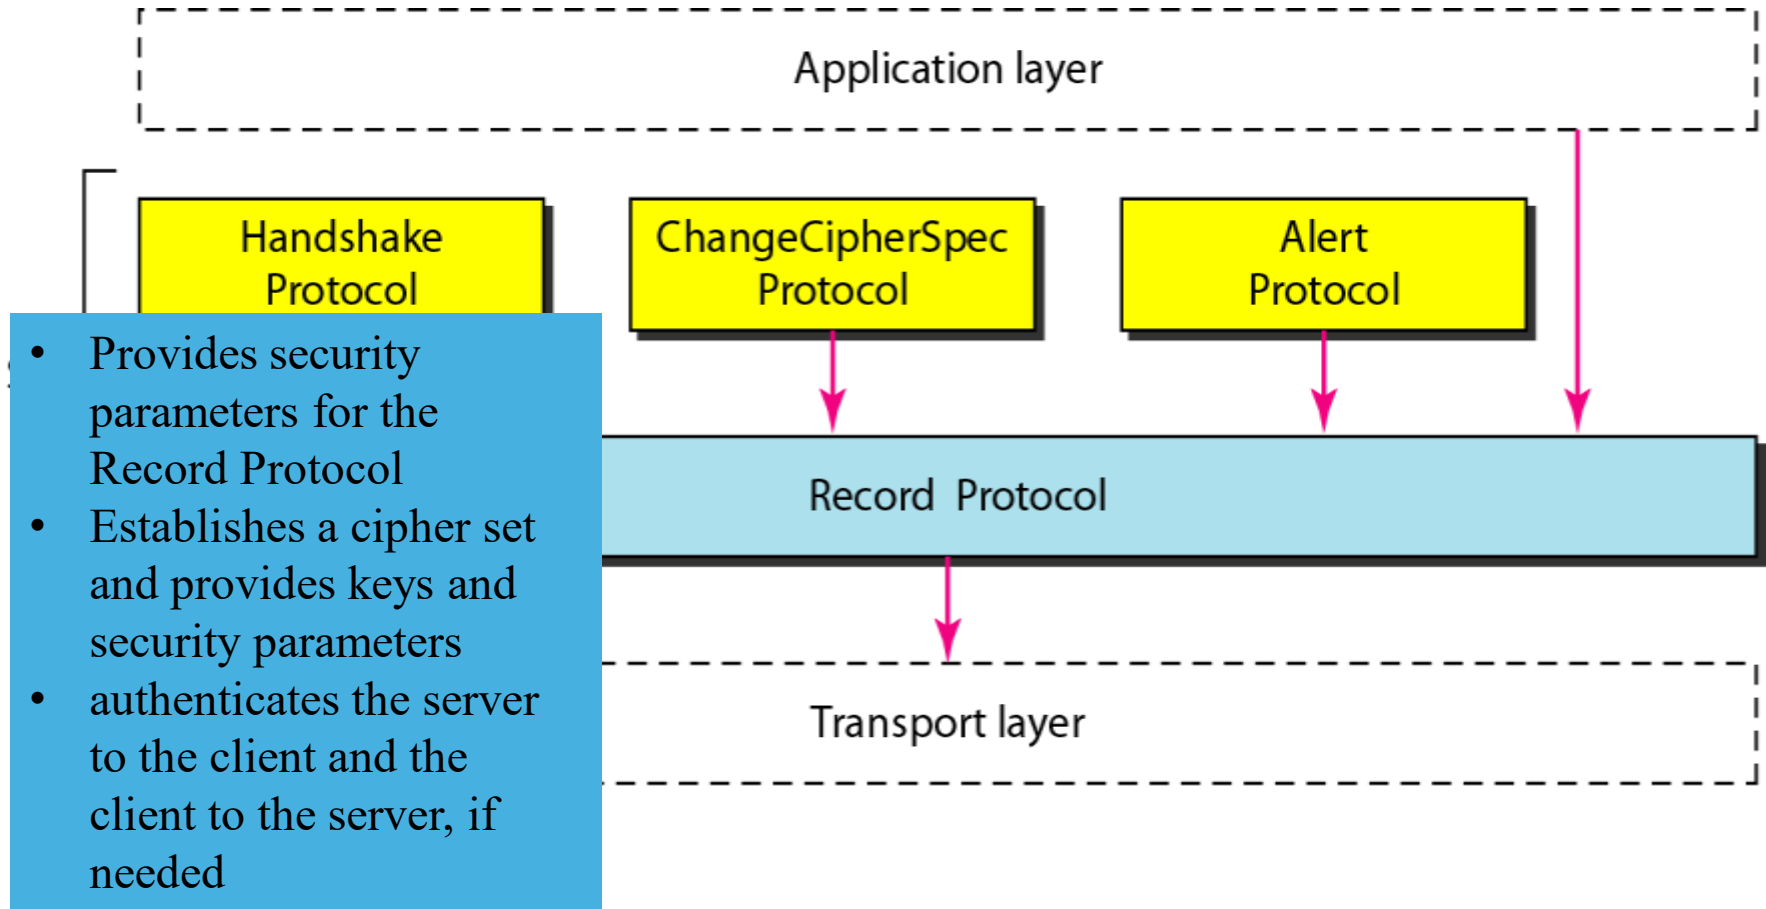 Application layer
Handshake
Protocol
ChangeCipherSpec
Protocol
Alert
Protocol
• Provides security
parameters for the
Record Protocol
• Establishes a cipher set
and provides keys and
security parameters
• authenticates the server
to the client and the
client to the server, if
needed
Record Protocol
Transport layer